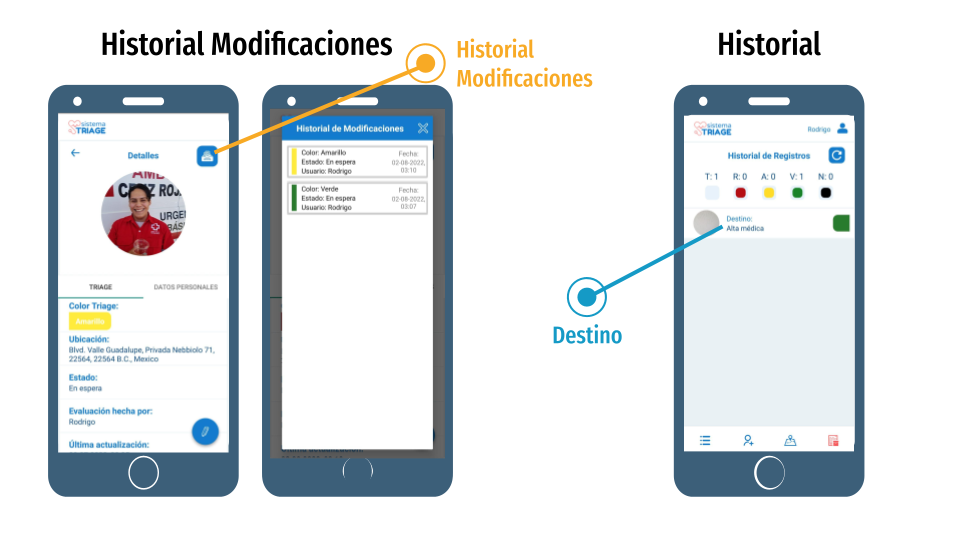 Historial Modificaciones
Historial
Modificaciones
Historial
sistema
TRIAGE
Detalles
CRUZ ROJ
URGE
BÁS
TRIAGE
DATOS PERSONALES
Color Triage:
Amarillo
Ubicación:
Blvd. Valle Guadalupe, Privada Nebbiolo 71,
22564, 22564 B.C., Mexico
Estado:
En espera
Evaluación hecha por:
Rodrigo
Última actualización:
Historial de Modificaciones
Color: Amarillo
Estado: En espera
Usuario: Rodrigo
Fecha:
02-08-2022,
03:10
Color: Verde
Estado: En espera
Usuario: Rodrigo
Fecha:
02-08-2022,
03:07
Destino
sistema
TRIAGE
Rodrigo
Historial de Registros
T: 1 R: 0 A: 0 V: 1 N: 0
Destino:
Alta médica